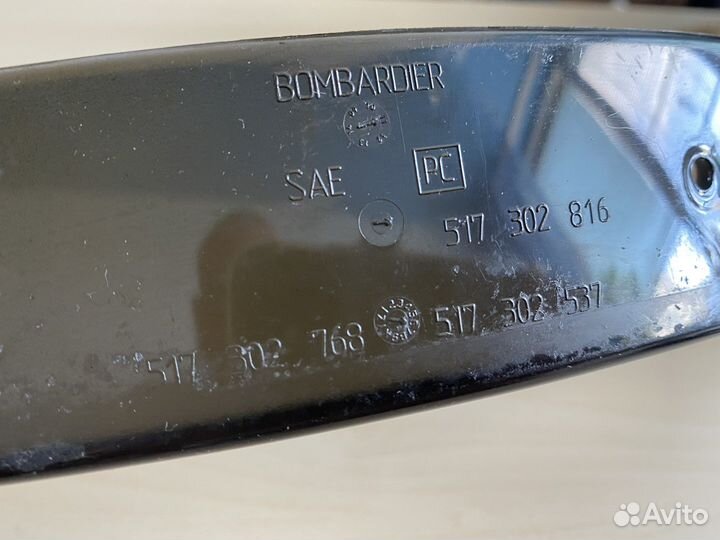 BOMBARDIER
SAE PC
517 302 816
517 302 768 517 302 537
Avito